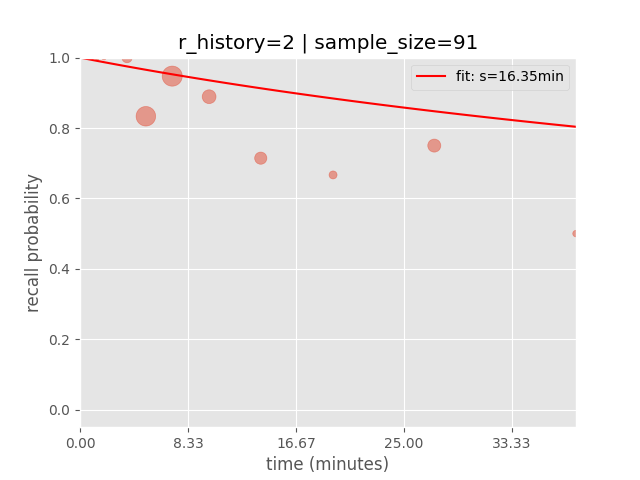 r_history=2 | sample_size=91
fit: s=16.35min
recall probability
1.0
0.8
0.6
0.4
0.2
0.0
0.00 8.33 16.67 25.00 33.33
time (minutes)